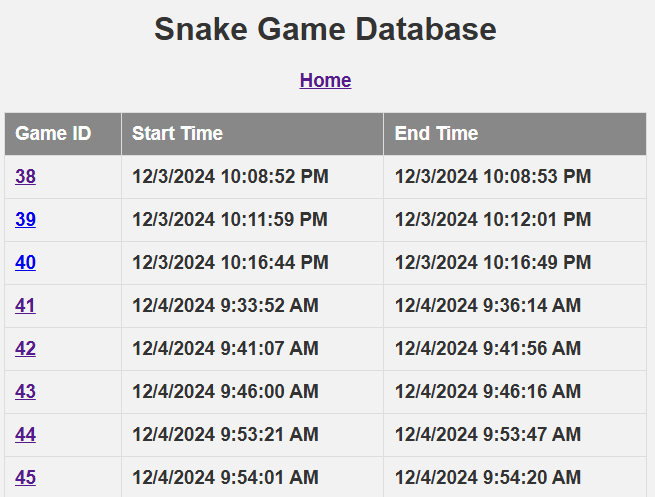 Snake Game Database
Home
Game ID Start Time End Time
38 12/3/2024 10:08:52 PM 12/3/2024 10:08:53 PM
39 12/3/2024 10:11:59 PM 12/3/2024 10:12:01 PM
40 12/3/2024 10:16:44 PM 12/3/2024 10:16:49 PM
41 12/4/2024 9:33:52 AM 12/4/2024 9:36:14 AM
42 12/4/2024 9:41:07 AM 12/4/2024 9:41:56 AM
43 12/4/2024 9:46:00 AM 12/4/2024 9:46:16 AM
44 12/4/2024 9:53:21 AM 12/4/2024 9:53:47 AM
45 12/4/2024 9:54:01 AM 12/4/2024 9:54:20 AM